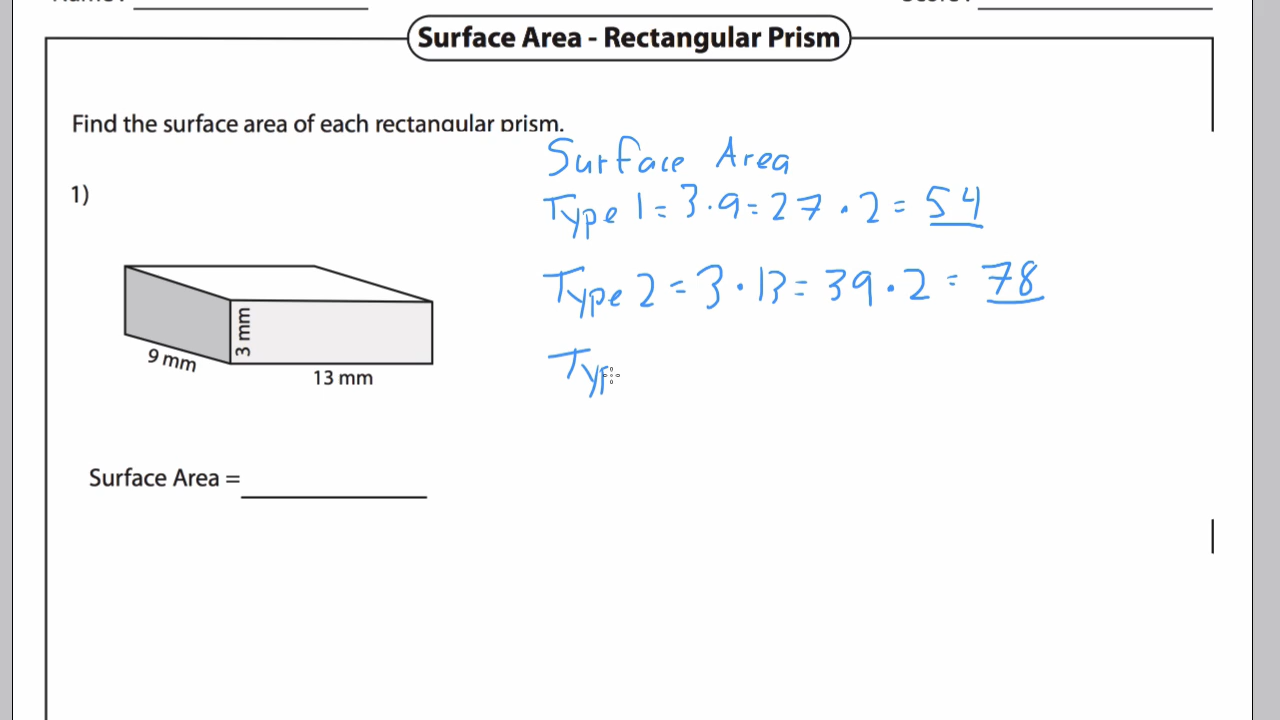 Surface Area - Rectangular Prism
Find the surface area of each rectangular prism.
Surface Area
Type 1 = 3 · 9 = 27 · 2 = 54
1)
Type 2 = 3 · 13 = 39 · 2 = 78
3 mm
9 mm
13 mm
Typ
Surface Area =